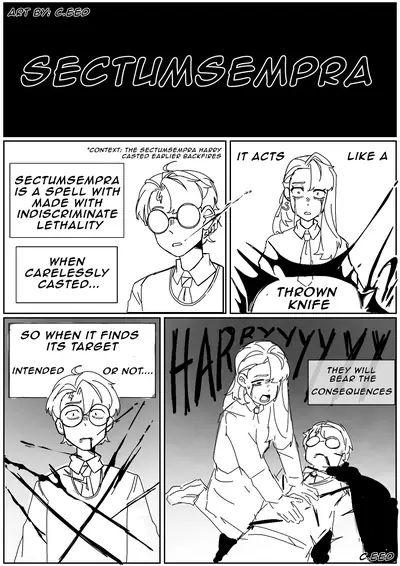 ART BY: C.EED
SECTUMSEMPRA
*CONTEXT: THE SECTUMSEMPRA HARRY
CASTED EARLIER BACKFIRES
SECTUMSEMPRA
IS A SPELL WITH
MADE WITH
INDISCRIMINATE
LETHALITY
WHEN
CARELESSLY
CASTED...
IT ACTS LIKE A
THROWN
KNIFE
SO WHEN IT FINDS
ITS TARGET
INTENDED OR NOT....
HARRYYYYYY
THEY WILL
BEAR THE
CONSEQUENCES
C.EED